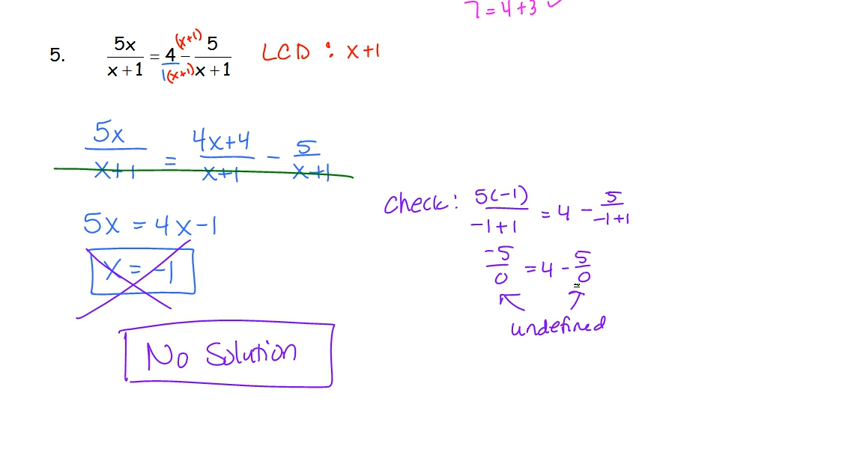 7 = 4 + 3 ✓
5. 5x/(x + 1) = 4(x+1)/1(x+1) - 5/(x + 1) LCD : x+1
5x/(x+1) = (4x+4)/(x+1) - 5/(x+1)
5x = 4x - 1
x = -1
No Solution
Check: 5(-1)/(-1+1) = 4 - 5/(-1+1)
-5/0 = 4 - 5/0
undefined